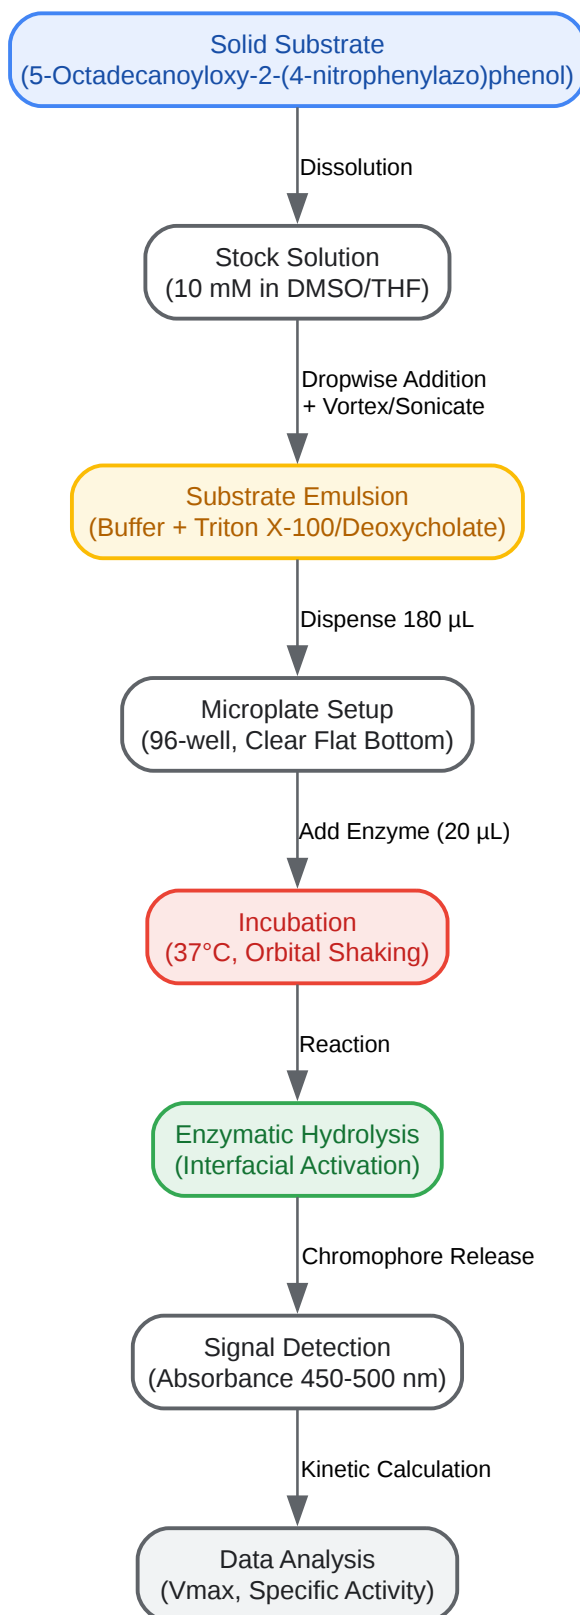 Solid Substrate
(5-Octadecanoyloxy-2-(4-nitrophenylazo)phenol)
Dissolution
Stock Solution
(10 mM in DMSO/THF)
Dropwise Addition
+ Vortex/Sonicate
Substrate Emulsion
(Buffer + Triton X-100/Deoxycholate)
Dispense 180 µL
Microplate Setup
(96-well, Clear Flat Bottom)
Add Enzyme (20 µL)
Incubation
(37°C, Orbital Shaking)
Reaction
Enzymatic Hydrolysis
(Interfacial Activation)
Chromophore Release
Signal Detection
(Absorbance 450-500 nm)
Kinetic Calculation
Data Analysis
(Vmax, Specific Activity)